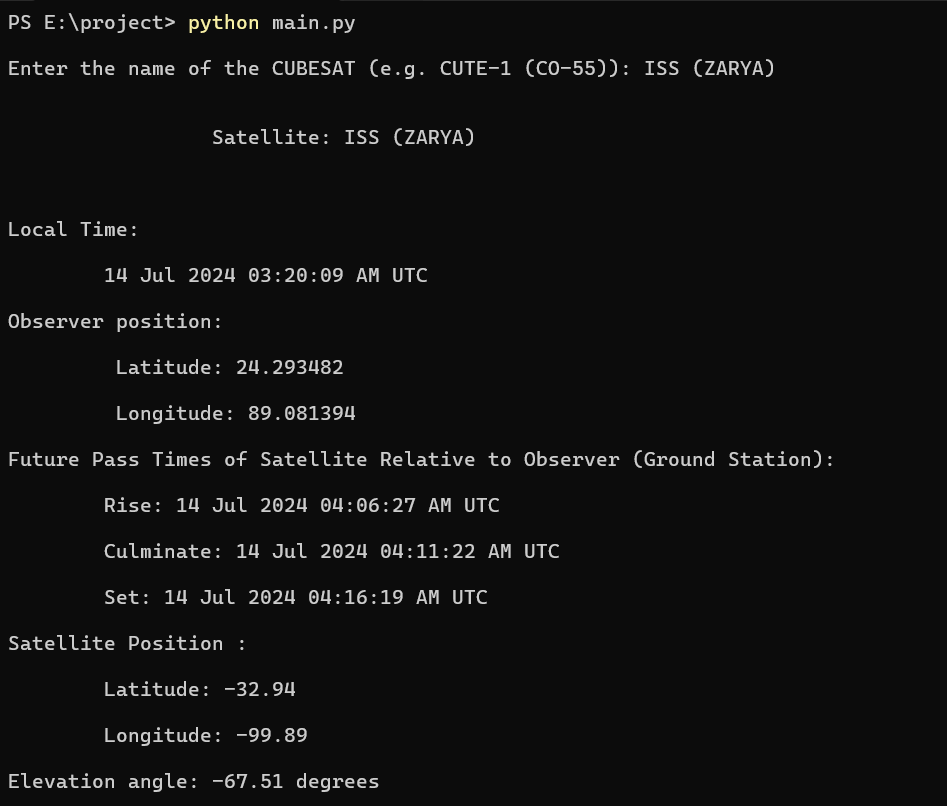 PS E:\project> python main.py
Enter the name of the CUBESAT (e.g. CUTE-1 (CO-55)): ISS (ZARYA)
Satellite: ISS (ZARYA)
Local Time:
14 Jul 2024 03:20:09 AM UTC
Observer position:
Latitude: 24.293482
Longitude: 89.081394
Future Pass Times of Satellite Relative to Observer (Ground Station):
Rise: 14 Jul 2024 04:06:27 AM UTC
Culminate: 14 Jul 2024 04:11:22 AM UTC
Set: 14 Jul 2024 04:16:19 AM UTC
Satellite Position :
Latitude: -32.94
Longitude: -99.89
Elevation angle: -67.51 degrees